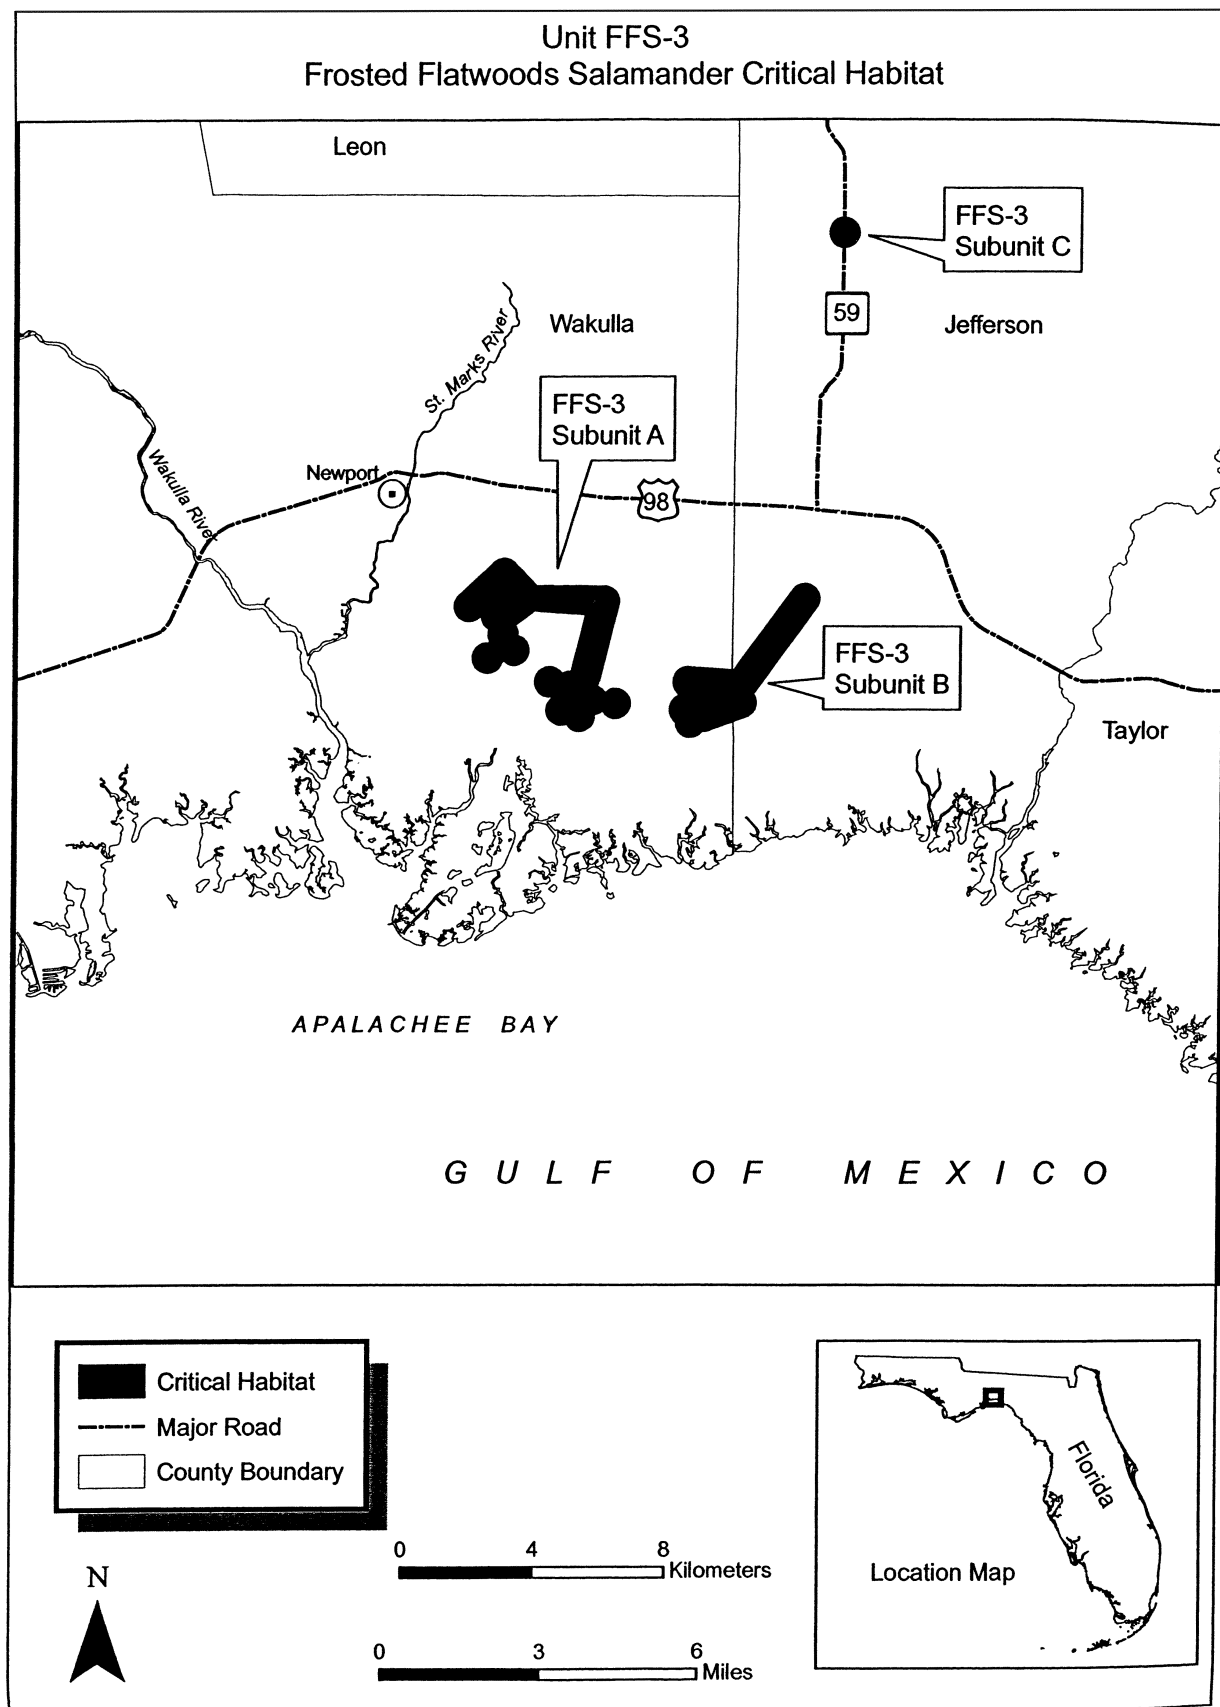 Unit FFS-3
Frosted Flatwoods Salamander Critical Habitat
Leon
FFS-3
Subunit C
59
Wakulla
Jefferson
St. Marks River
FFS-3
Subunit A
Newport
Wakulla River
98
FFS-3
Subunit B
Taylor
APALACHEE BAY
GULF OF MEXICO
Critical Habitat
Major Road
County Boundary
N
0 4 8
Kilometers
0 3 6
Miles
Florida
Location Map